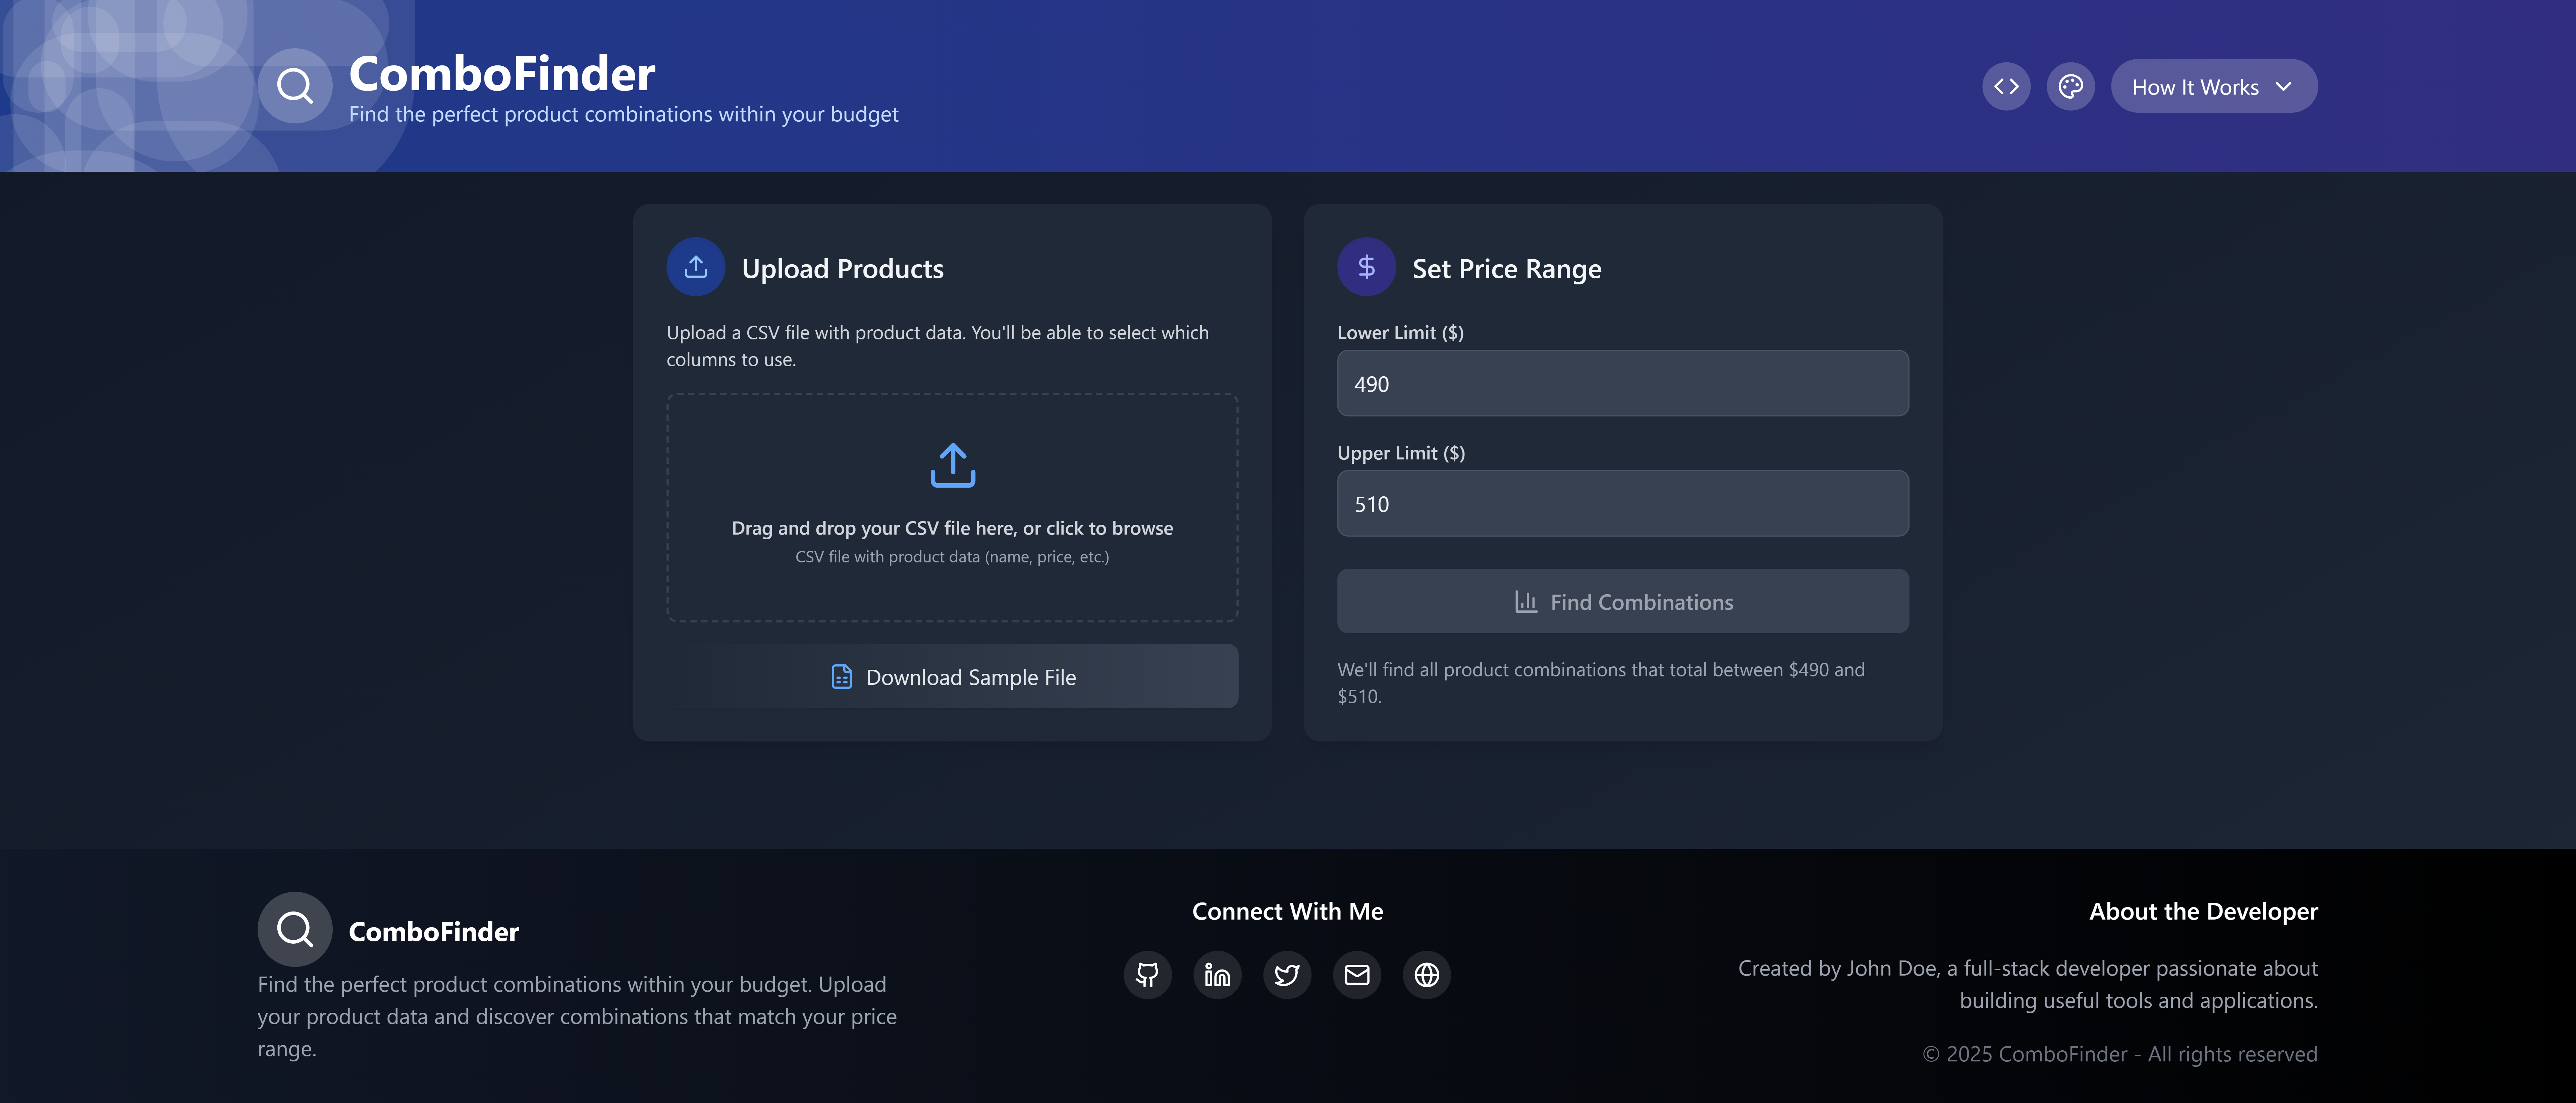 ComboFinder
Find the perfect product combinations within your budget
How It Works
Upload Products
Upload a CSV file with product data. You'll be able to select which
columns to use.
Drag and drop your CSV file here, or click to browse
CSV file with product data (name, price, etc.)
Download Sample File
Set Price Range
Lower Limit ($)
490
Upper Limit ($)
510
Find Combinations
We'll find all product combinations that total between $490 and
$510.
ComboFinder
Find the perfect product combinations within your budget. Upload
your product data and discover combinations that match your price
range.
Connect With Me
About the Developer
Created by John Doe, a full-stack developer passionate about
building useful tools and applications.
© 2025 ComboFinder - All rights reserved